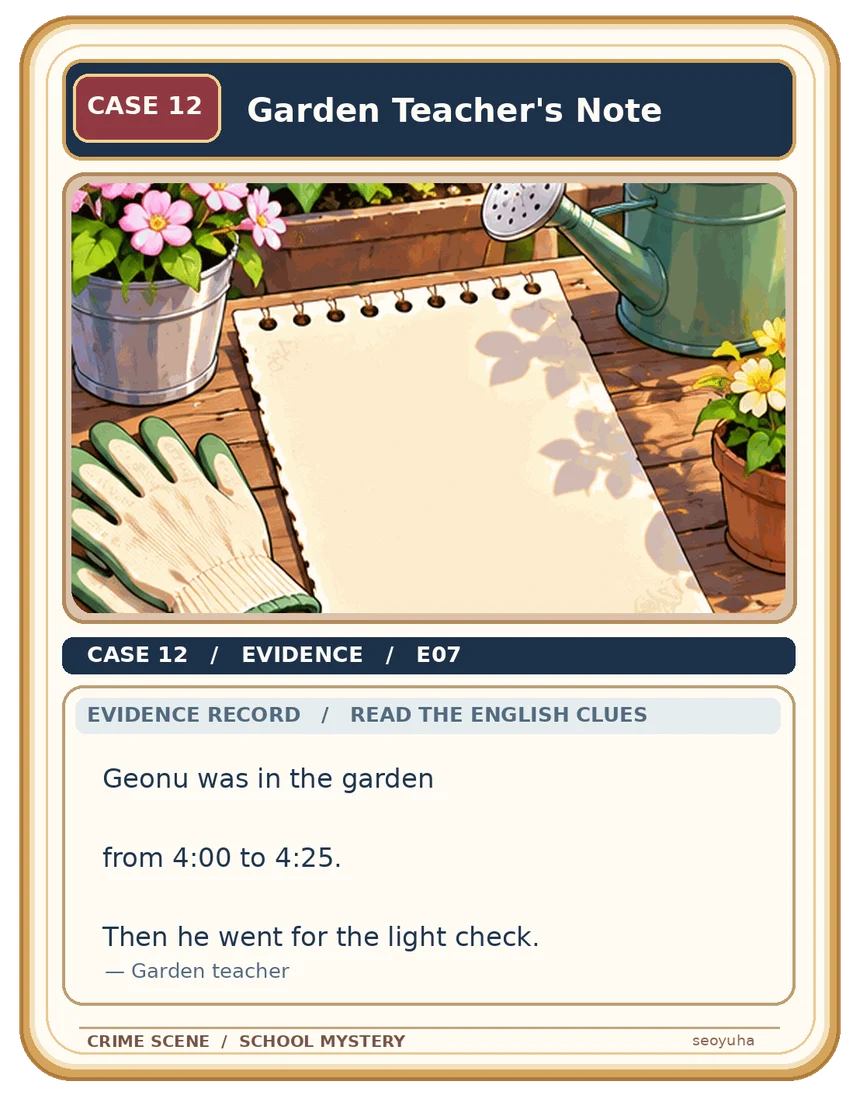 CASE 12
Garden Teacher's Note
CASE 12 / EVIDENCE / E07
EVIDENCE RECORD / READ THE ENGLISH CLUES
Geonu was in the garden
from 4:00 to 4:25.
Then he went for the light check.
— Garden teacher
CRIME SCENE / SCHOOL MYSTERY
seoyuha